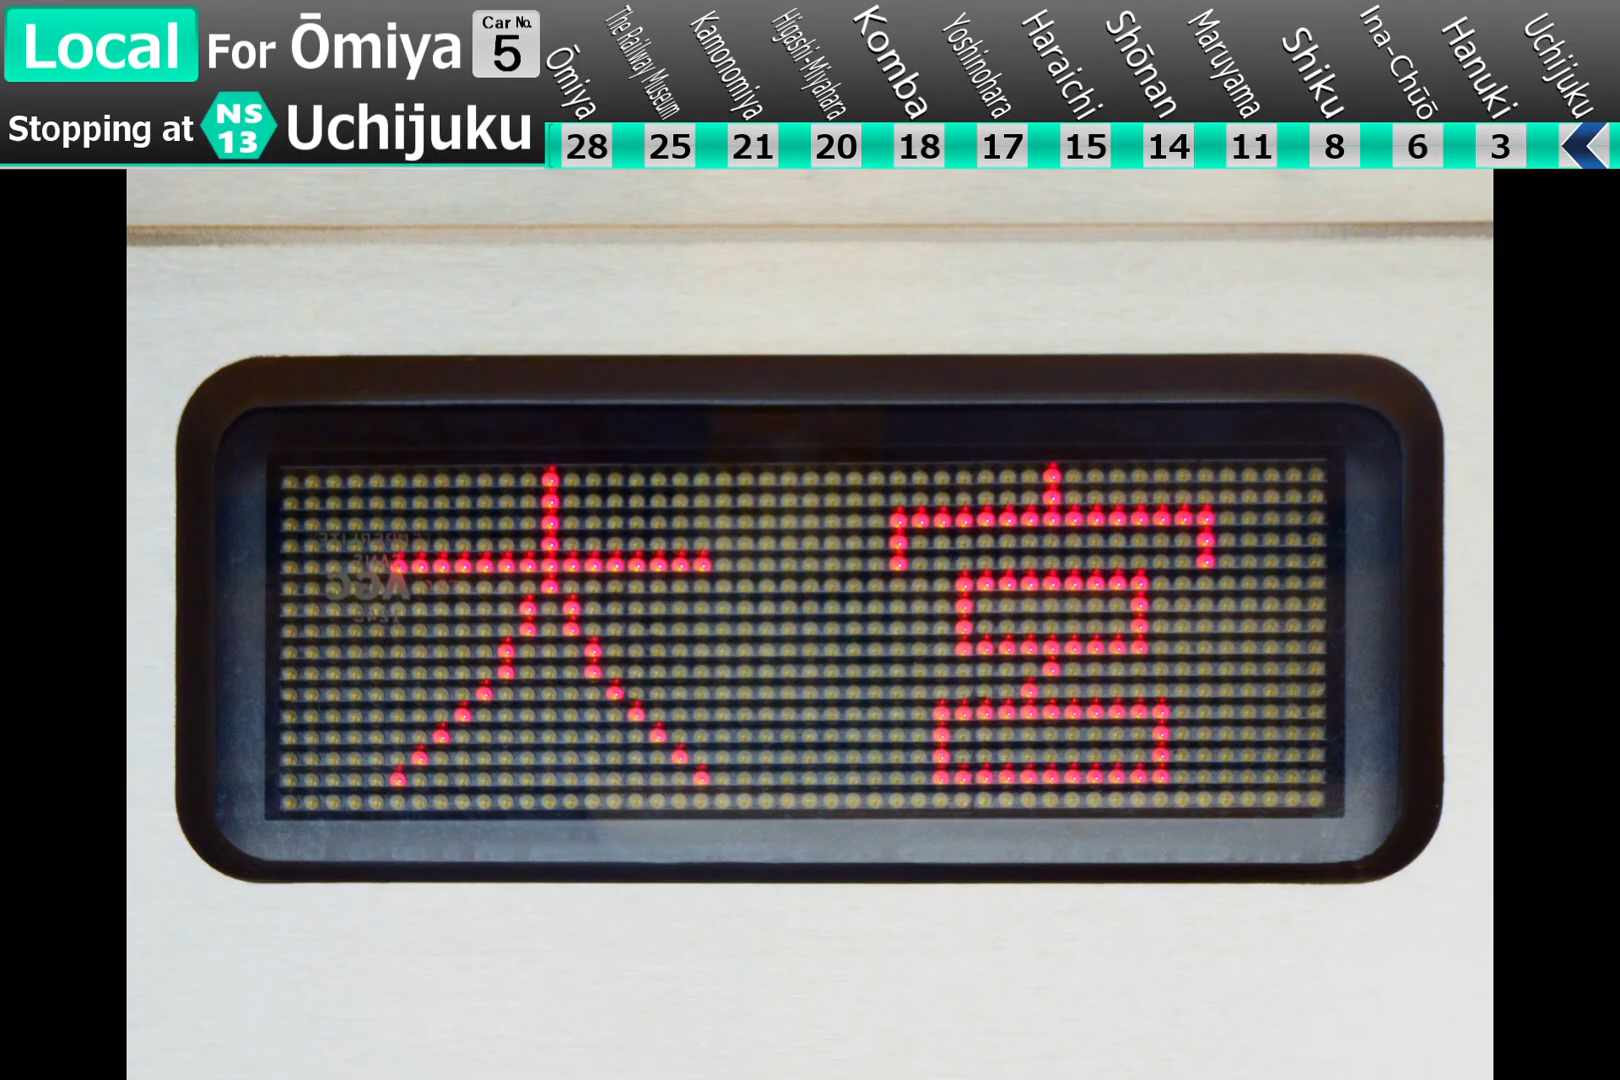 Local For Ōmiya Car No. 5
Stopping at NS 13 Uchijuku
Ōmiya The Railway Museum Kamonomiya Higashi-Miyahara Komba Yoshinohara Haraichi Shōnan Maruyama Shiku Ina-Chūō Hanuki Uchijuku
28 25 21 20 18 17 15 14 11 8 6 3
大宮
AGC